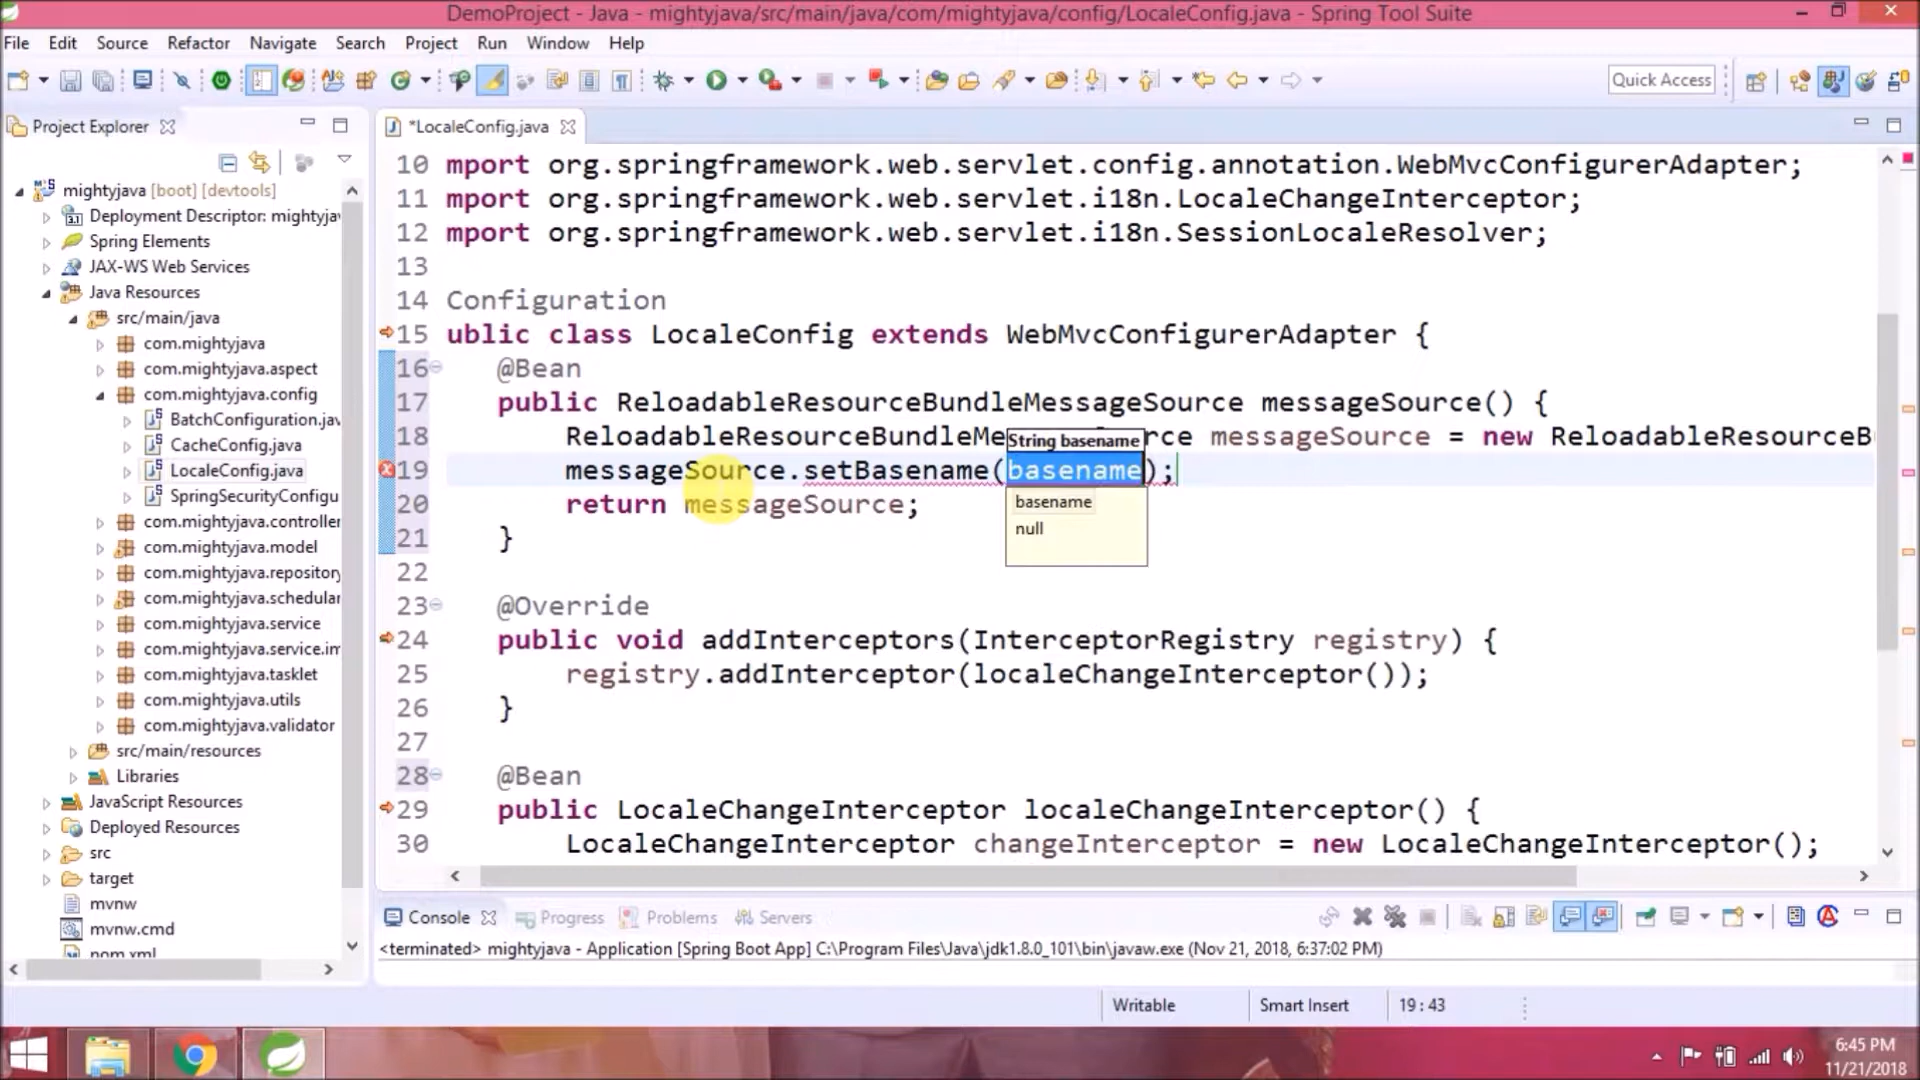 DemoProject - Java - mightyjava/src/main/java/com/mightyjava/config/LocaleConfig.java - Spring Tool Suite
File Edit Source Refactor Navigate Search Project Run Window Help
Quick Access
Project Explorer
*LocaleConfig.java
mightyjava [boot] [devtools]
Deployment Descriptor: mightyja
Spring Elements
JAX-WS Web Services
Java Resources
src/main/java
com.mightyjava
com.mightyjava.aspect
com.mightyjava.config
BatchConfiguration.jav
CacheConfig.java
LocaleConfig.java
SpringSecurityConfigu
com.mightyjava.controller
com.mightyjava.model
com.mightyjava.repository
com.mightyjava.schedular
com.mightyjava.service
com.mightyjava.service.im
com.mightyjava.tasklet
com.mightyjava.utils
com.mightyjava.validator
src/main/resources
Libraries
JavaScript Resources
Deployed Resources
src
target
mvnw
mvnw.cmd
pom.xml
10 mport org.springframework.web.servlet.config.annotation.WebMvcConfigurerAdapter;
11 mport org.springframework.web.servlet.i18n.LocaleChangeInterceptor;
12 mport org.springframework.web.servlet.i18n.SessionLocaleResolver;
13
14 Configuration
15 ublic class LocaleConfig extends WebMvcConfigurerAdapter {
16 @Bean
17 public ReloadableResourceBundleMessageSource messageSource() {
18 ReloadableResourceBundleMe rce messageSource = new ReloadableResourceB
String basename
19 messageSource.setBasename(basename);
basename
null
20 return messageSource;
21 }
22
23 @Override
24 public void addInterceptors(InterceptorRegistry registry) {
25 registry.addInterceptor(localeChangeInterceptor());
26 }
27
28 @Bean
29 public LocaleChangeInterceptor localeChangeInterceptor() {
30 LocaleChangeInterceptor changeInterceptor = new LocaleChangeInterceptor();
Console Progress Problems Servers
<terminated> mightyjava - Application [Spring Boot App] C:\Program Files\Java\jdk1.8.0_101\bin\javaw.exe (Nov 21, 2018, 6:37:02 PM)
Writable Smart Insert 19 : 43
6:45 PM
11/21/2018